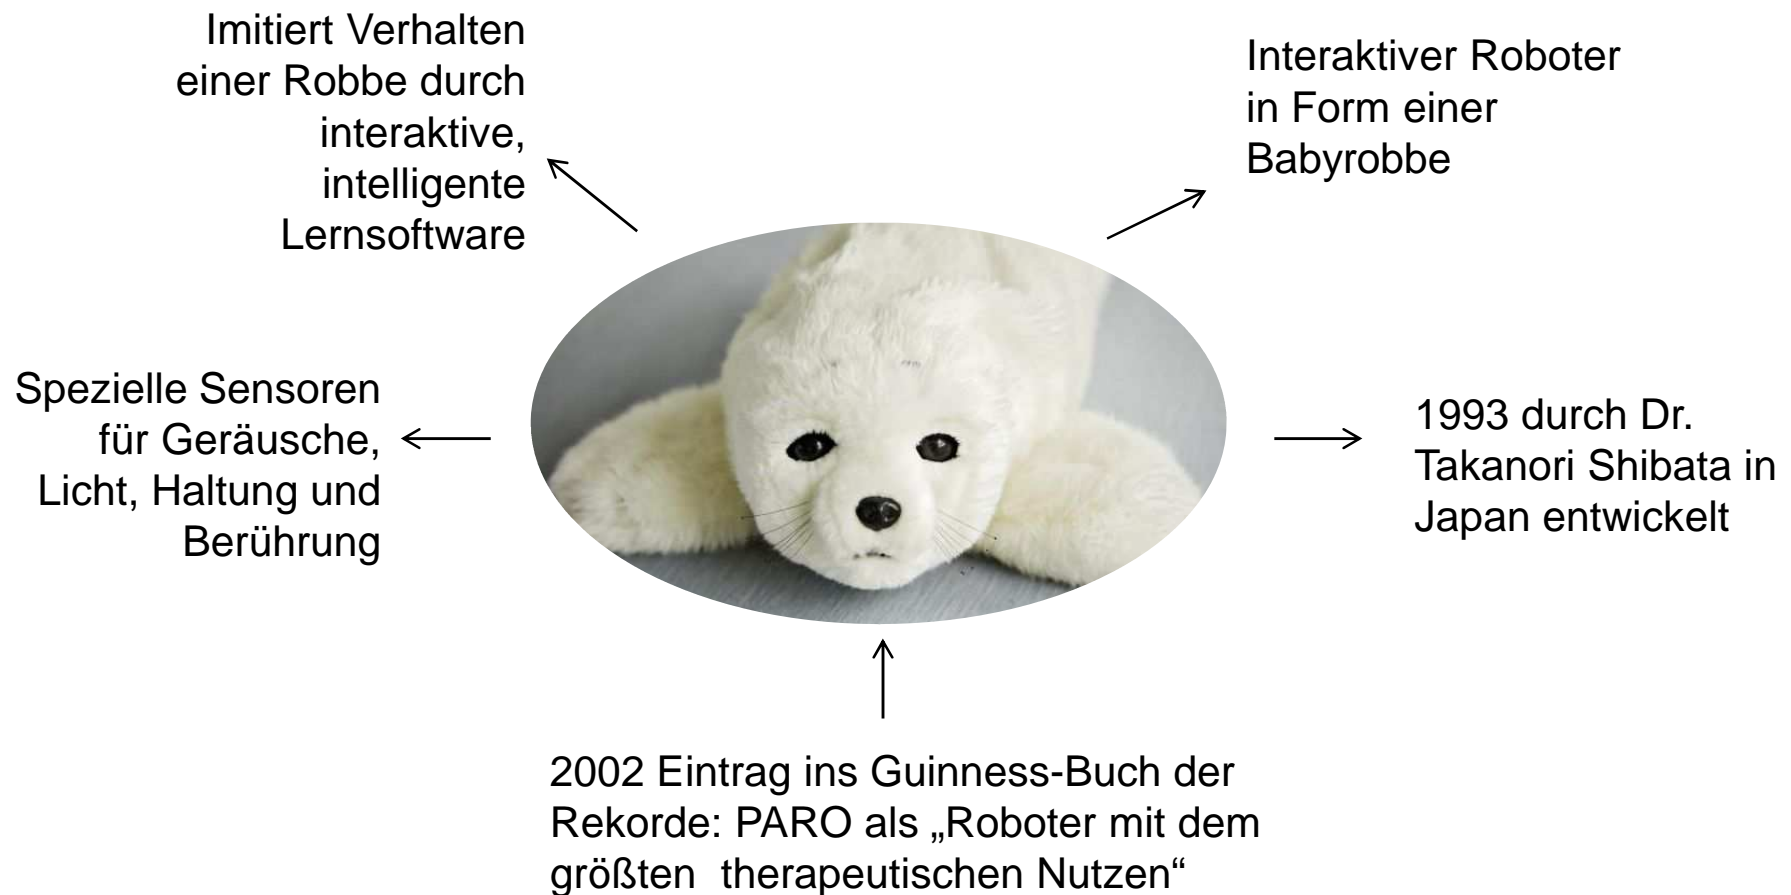 Imitiert Verhalten
einer Robbe durch
interaktive,
intelligente
Lernsoftware
Interaktiver Roboter
in Form einer
Babyrobbe
Spezielle Sensoren
für Geräusche,
Licht, Haltung und
Berührung
1993 durch Dr.
Takanori Shibata in
Japan entwickelt
2002 Eintrag ins Guinness-Buch der
Rekorde: PARO als „Roboter mit dem
größten  therapeutischen Nutzen“